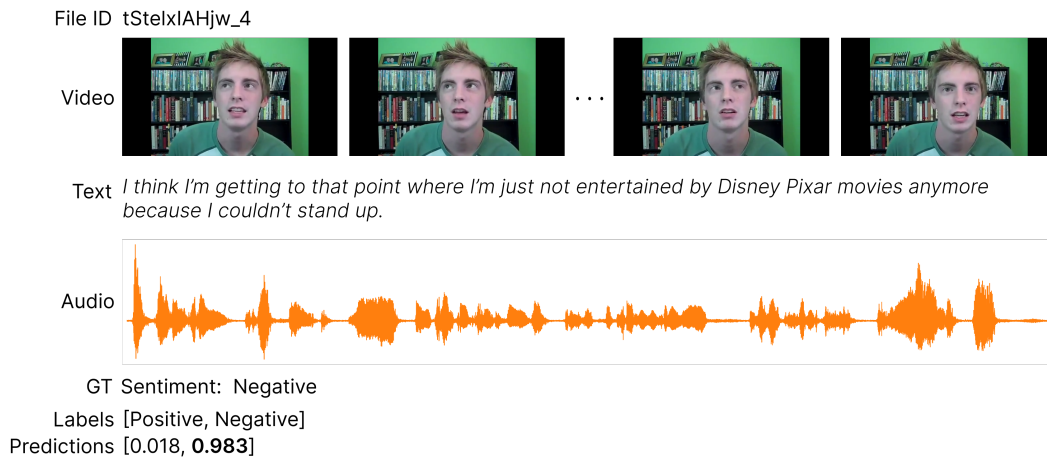 File ID tStelxIAHjw_4
Video
. . .
Text I think I'm getting to that point where I'm just not entertained by Disney Pixar movies anymore
because I couldn't stand up.
Audio
GT Sentiment: Negative
Labels [Positive, Negative]
Predictions [0.018, 0.983]